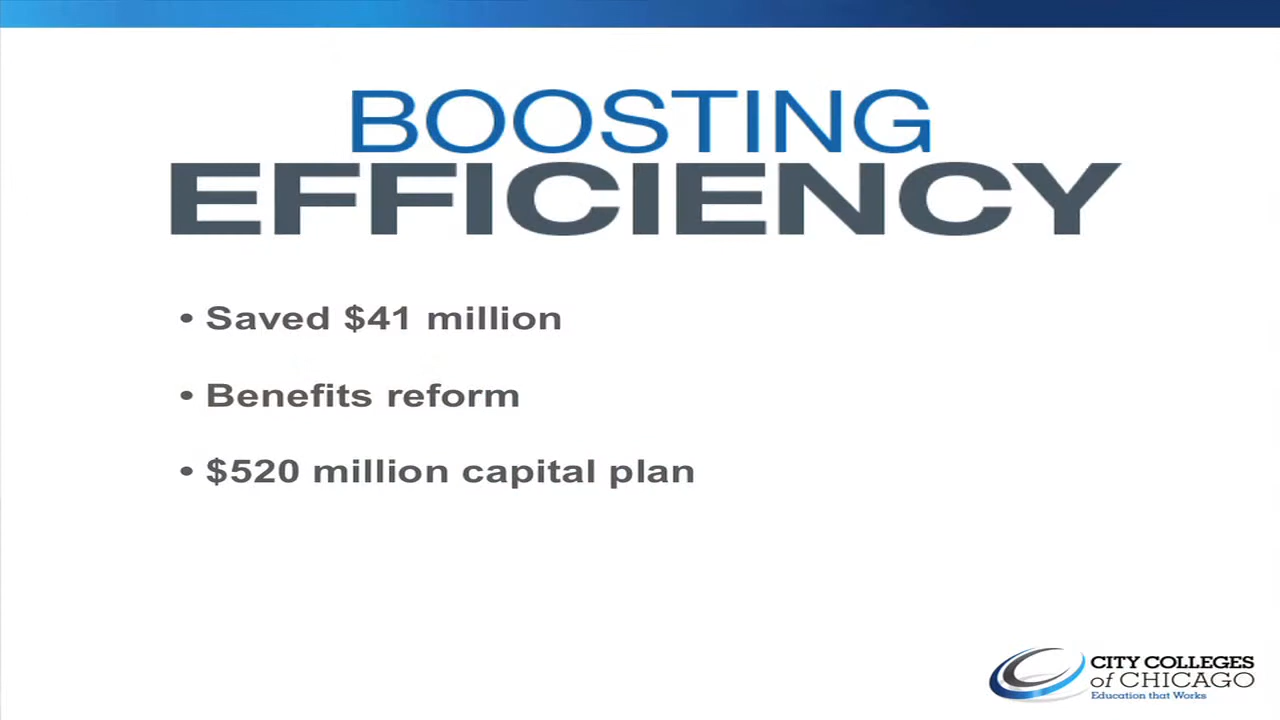 BOOSTING
EFFICIENCY
• Saved $41 million
• Benefits reform
• $520 million capital plan
CITY COLLEGES
of CHICAGO
Education that Works